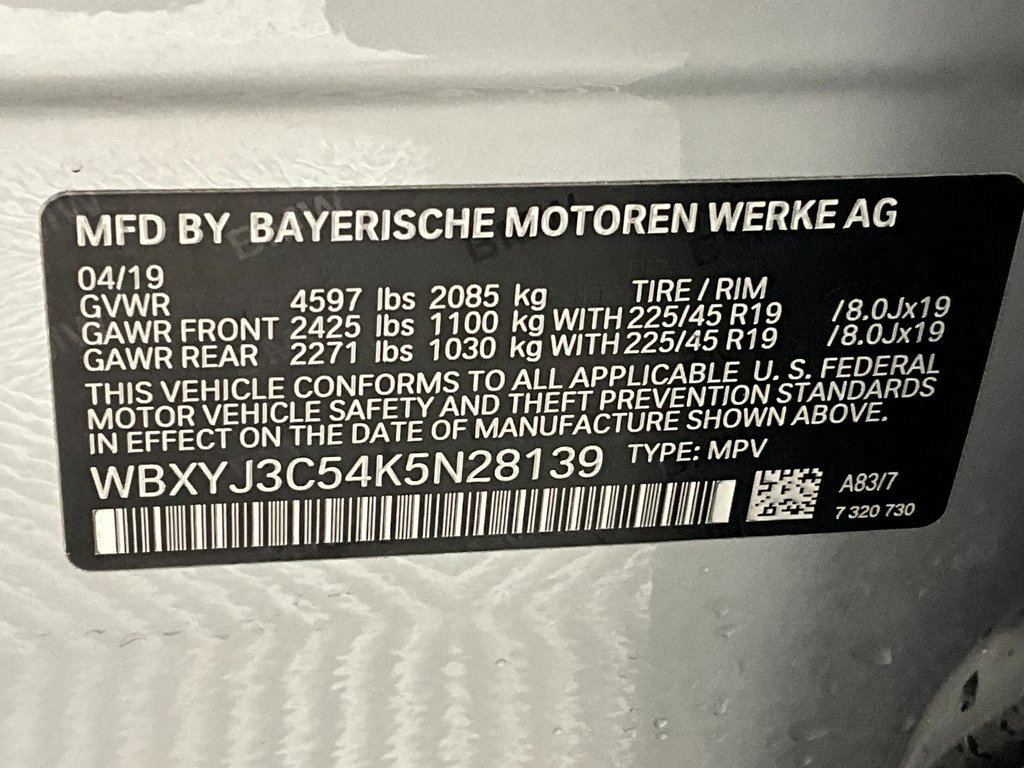 MFD BY BAYERISCHE MOTOREN WERKE AG
04/19
GVWR 4597 lbs 2085 kg TIRE / RIM
GAWR FRONT 2425 lbs 1100 kg WITH 225/45 R19 /8.0Jx19
GAWR REAR 2271 lbs 1030 kg WITH 225/45 R19 /8.0Jx19
THIS VEHICLE CONFORMS TO ALL APPLICABLE U. S. FEDERAL
MOTOR VEHICLE SAFETY AND THEFT PREVENTION STANDARDS
IN EFFECT ON THE DATE OF MANUFACTURE SHOWN ABOVE.
WBXYJ3C54K5N28139 TYPE: MPV
A83/7
7 320 730